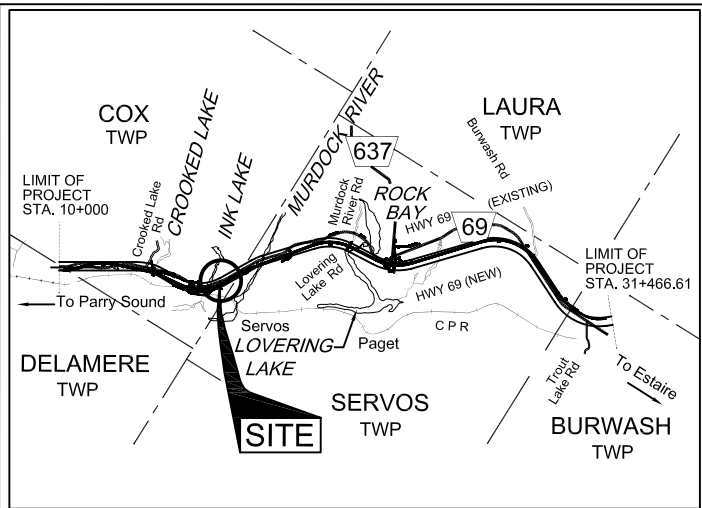 COX
TWP
CROOKED LAKE
INK LAKE
MURDOCK RIVER
LAURA
TWP
637
Burwash Rd
LIMIT OF
PROJECT
STA. 10+000
Crooked Lake
Rd
Murdock
River Rd
ROCK
BAY
HWY 69
(EXISTING)
69
LIMIT OF
PROJECT
STA. 31+466.61
To Parry Sound
Lovering
Lake Rd
HWY 69 (NEW)
Servos
LOVERING
LAKE
Paget
CPR
DELAMERE
TWP
SITE
SERVOS
TWP
Trout
Lake Rd
To Estaire
BURWASH
TWP